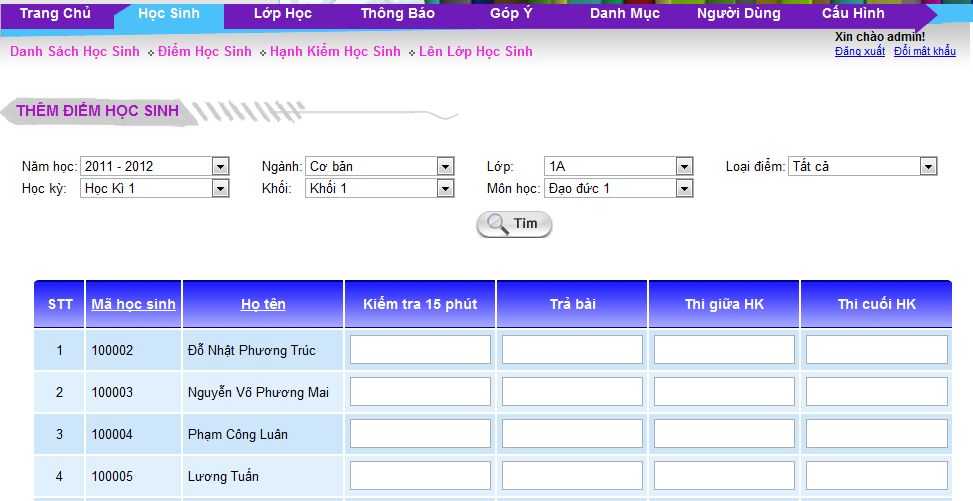 Trang Chủ Học Sinh Lớp Học Thông Báo Góp Ý Danh Mục Người Dùng Cấu Hình
Xin chào admin!
Danh Sách Học Sinh Điểm Học Sinh Hạnh Kiểm Học Sinh Lên Lớp Học Sinh
Đăng xuất Đổi mật khẩu
THÊM ĐIỂM HỌC SINH
Năm học: 2011 - 2012 Ngành: Cơ bản Lớp: 1A Loại điểm: Tất cả
Học kỳ: Học Kì 1 Khối: Khối 1 Môn học: Đạo đức 1
Tìm
STT Mã học sinh Họ tên Kiểm tra 15 phút Trả bài Thi giữa HK Thi cuối HK
1 100002 Đỗ Nhật Phương Trúc
2 100003 Nguyễn Võ Phương Mai
3 100004 Phạm Công Luân
4 100005 Lương Tuấn